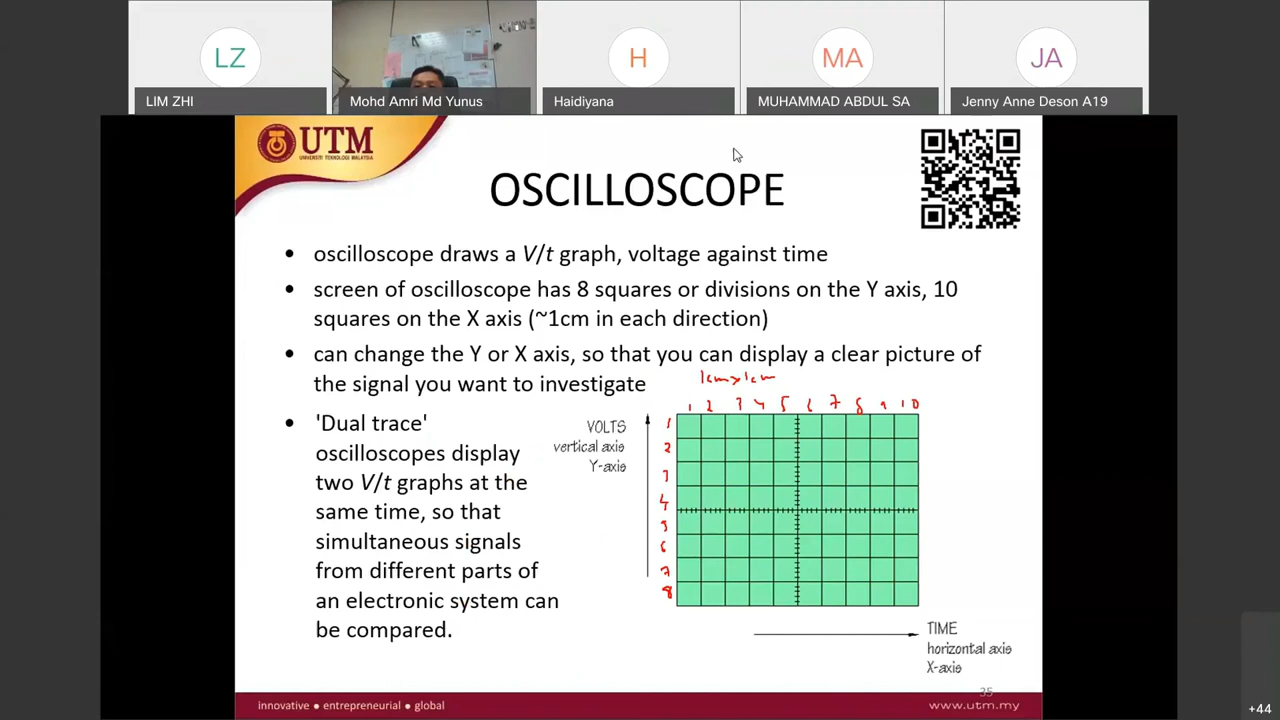 LZ
H
MA
JA
LIM ZHI
Mohd Amri Md Yunus
Haidiyana
MUHAMMAD ABDUL SA
Jenny Anne Deson A19
UTM
UNIVERSITI TEKNOLOGI MALAYSIA
OSCILLOSCOPE
• oscilloscope draws a V/t graph, voltage against time
• screen of oscilloscope has 8 squares or divisions on the Y axis, 10
squares on the X axis (~1cm in each direction)
• can change the Y or X axis, so that you can display a clear picture of
the signal you want to investigate
1cm x 1cm
• 'Dual trace'
oscilloscopes display
two V/t graphs at the
same time, so that
simultaneous signals
from different parts of
an electronic system can
be compared.
1 2 3 4 5 6 7 8 9 10
VOLTS
vertical axis
Y-axis
1
2
3
4
5
6
7
8
TIME
horizontal axis
X-axis
35
innovative ● entrepreneurial ● global
www.utm.my
+44